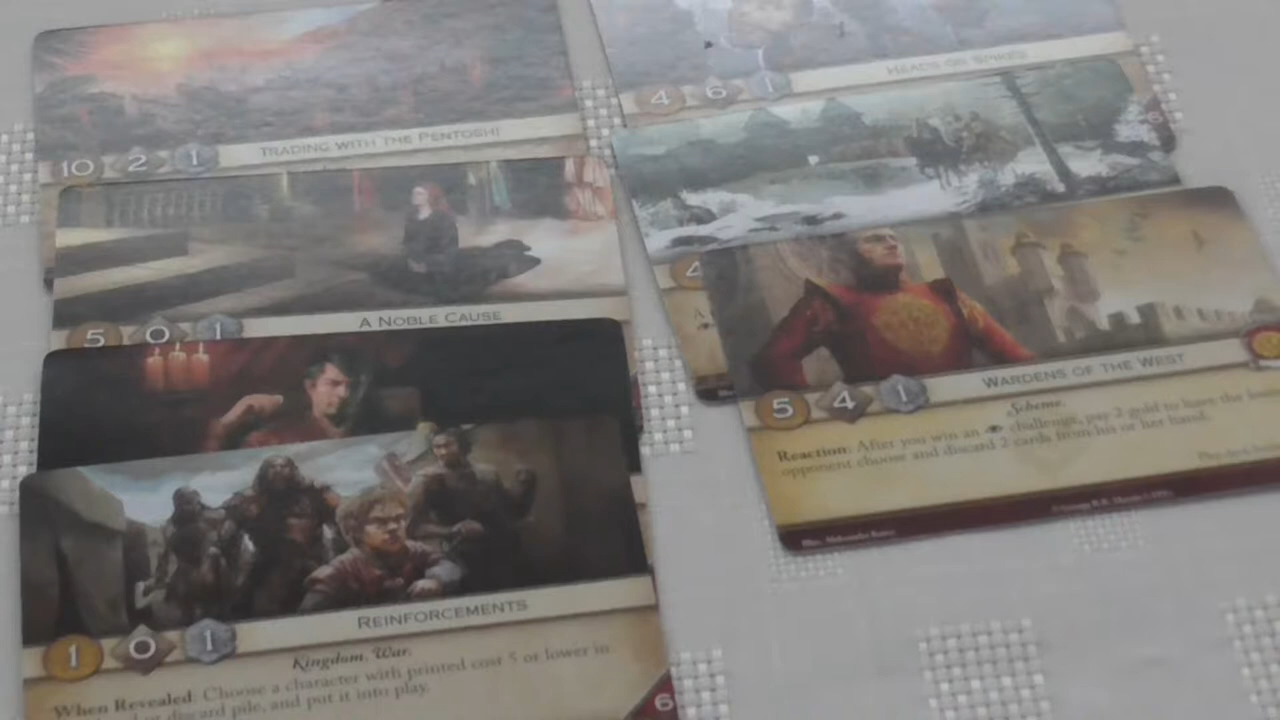 TRADING WITH THE PENTOSHI
10 2 1
A NOBLE CAUSE
5 0 1
REINFORCEMENTS
1 0 1
Kingdom. War.
When Revealed: Choose a character with printed cost 5 or lower in
or discard pile, and put it into play.
6
HEADS ON SPIKES
4 6 1
6
4
WARDENS OF THE WEST
5 4 1
Scheme.
Reaction: After you win an challenge, pay 2 gold to have the
opponent choose and discard 2 cards from his or her hand.